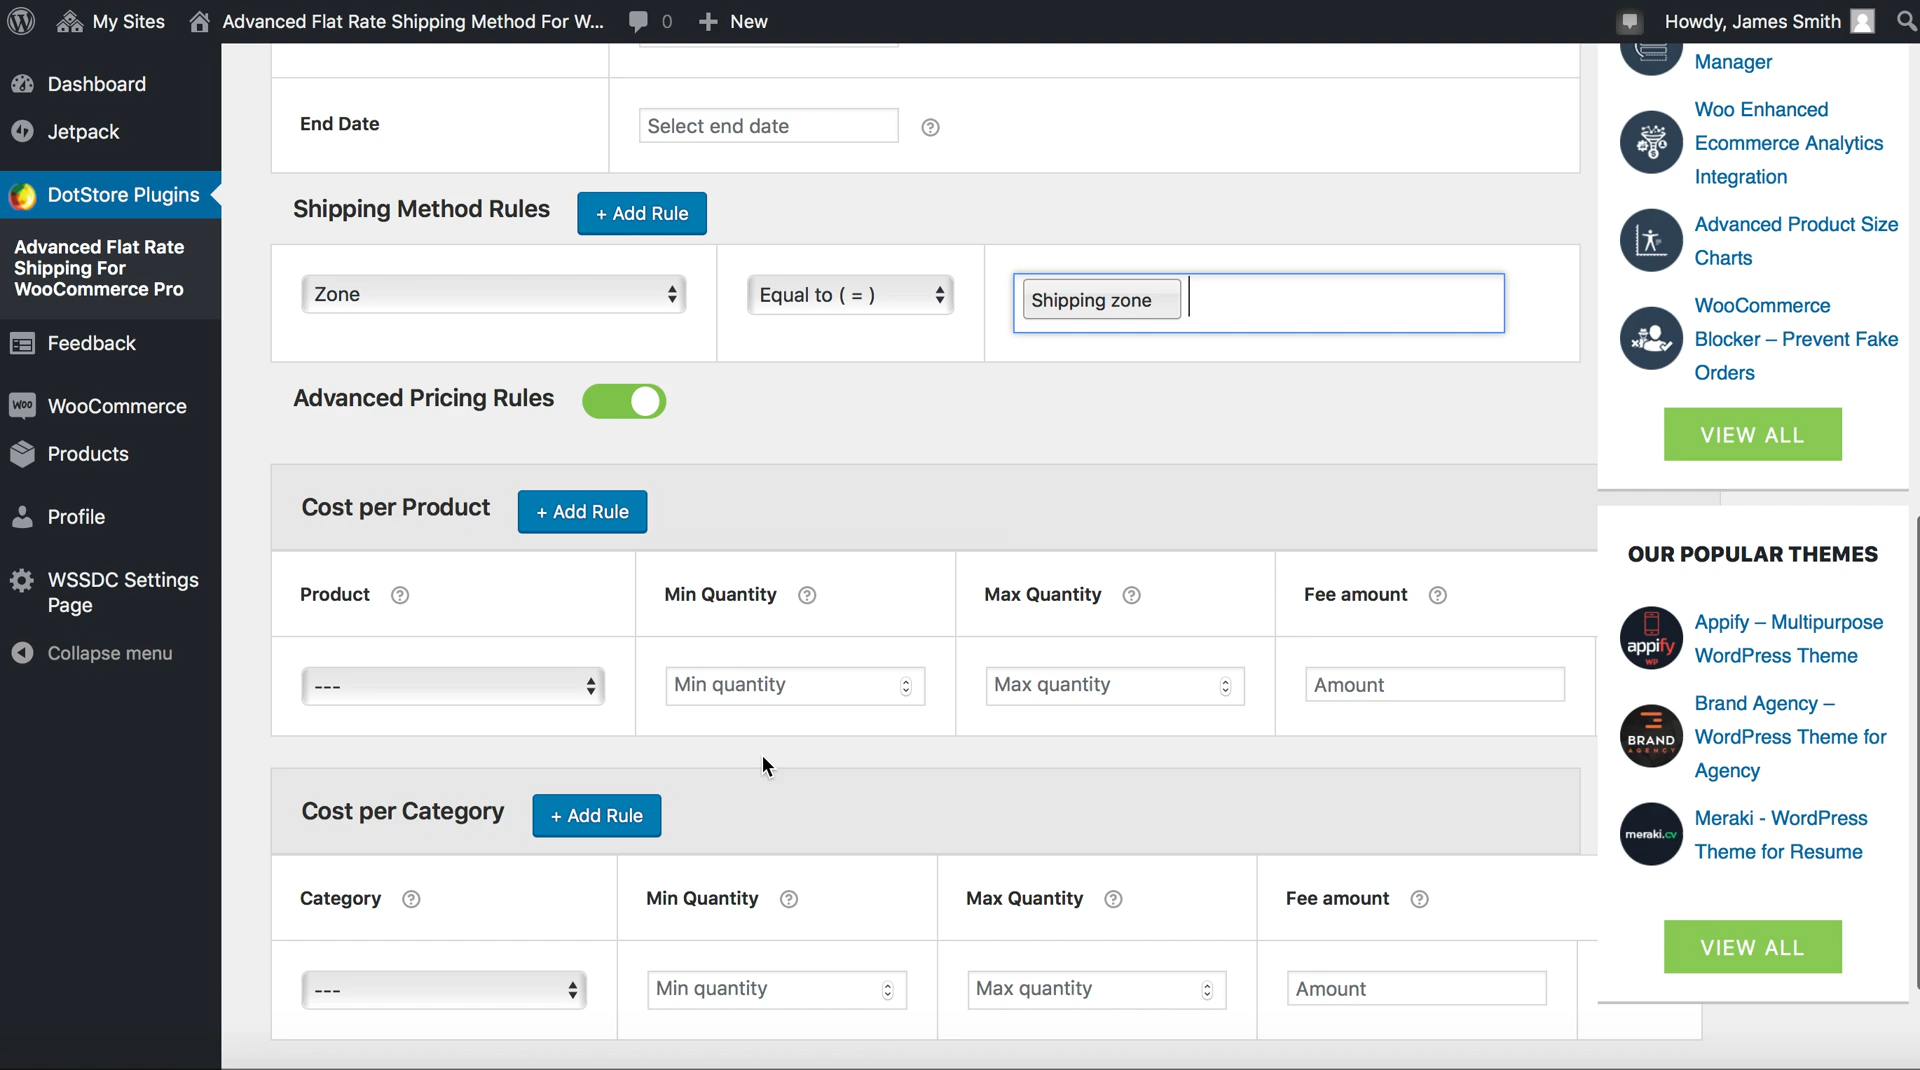 My Sites Advanced Flat Rate Shipping Method For W... 0 New Howdy, James Smith
Dashboard
Jetpack
DotStore Plugins
Advanced Flat Rate
Shipping For
WooCommerce Pro
Feedback
WooCommerce
Products
Profile
WSSDC Settings
Page
Collapse menu
End Date Select end date
Shipping Method Rules + Add Rule
Zone Equal to ( = ) Shipping zone
Advanced Pricing Rules
Cost per Product + Add Rule
Product Min Quantity Max Quantity Fee amount
--- Min quantity Max quantity Amount
Cost per Category + Add Rule
Category Min Quantity Max Quantity Fee amount
--- Min quantity Max quantity Amount
Manager
Woo Enhanced
Ecommerce Analytics
Integration
Advanced Product Size
Charts
WooCommerce
Blocker – Prevent Fake
Orders
VIEW ALL
OUR POPULAR THEMES
appify
WP
Appify – Multipurpose
WordPress Theme
BRAND
AGENCY
Brand Agency –
WordPress Theme for
Agency
meraki.cv
Meraki - WordPress
Theme for Resume
VIEW ALL